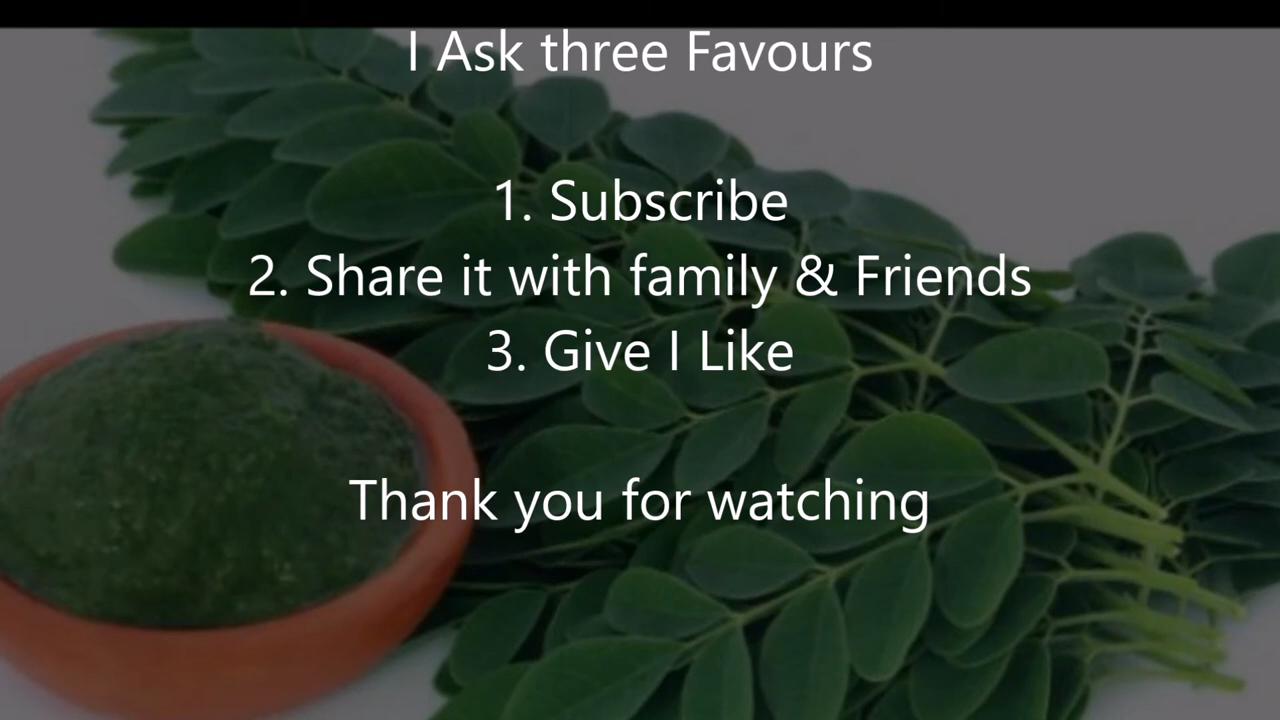 I Ask three Favours
1. Subscribe
2. Share it with family & Friends
3. Give I Like
Thank you for watching